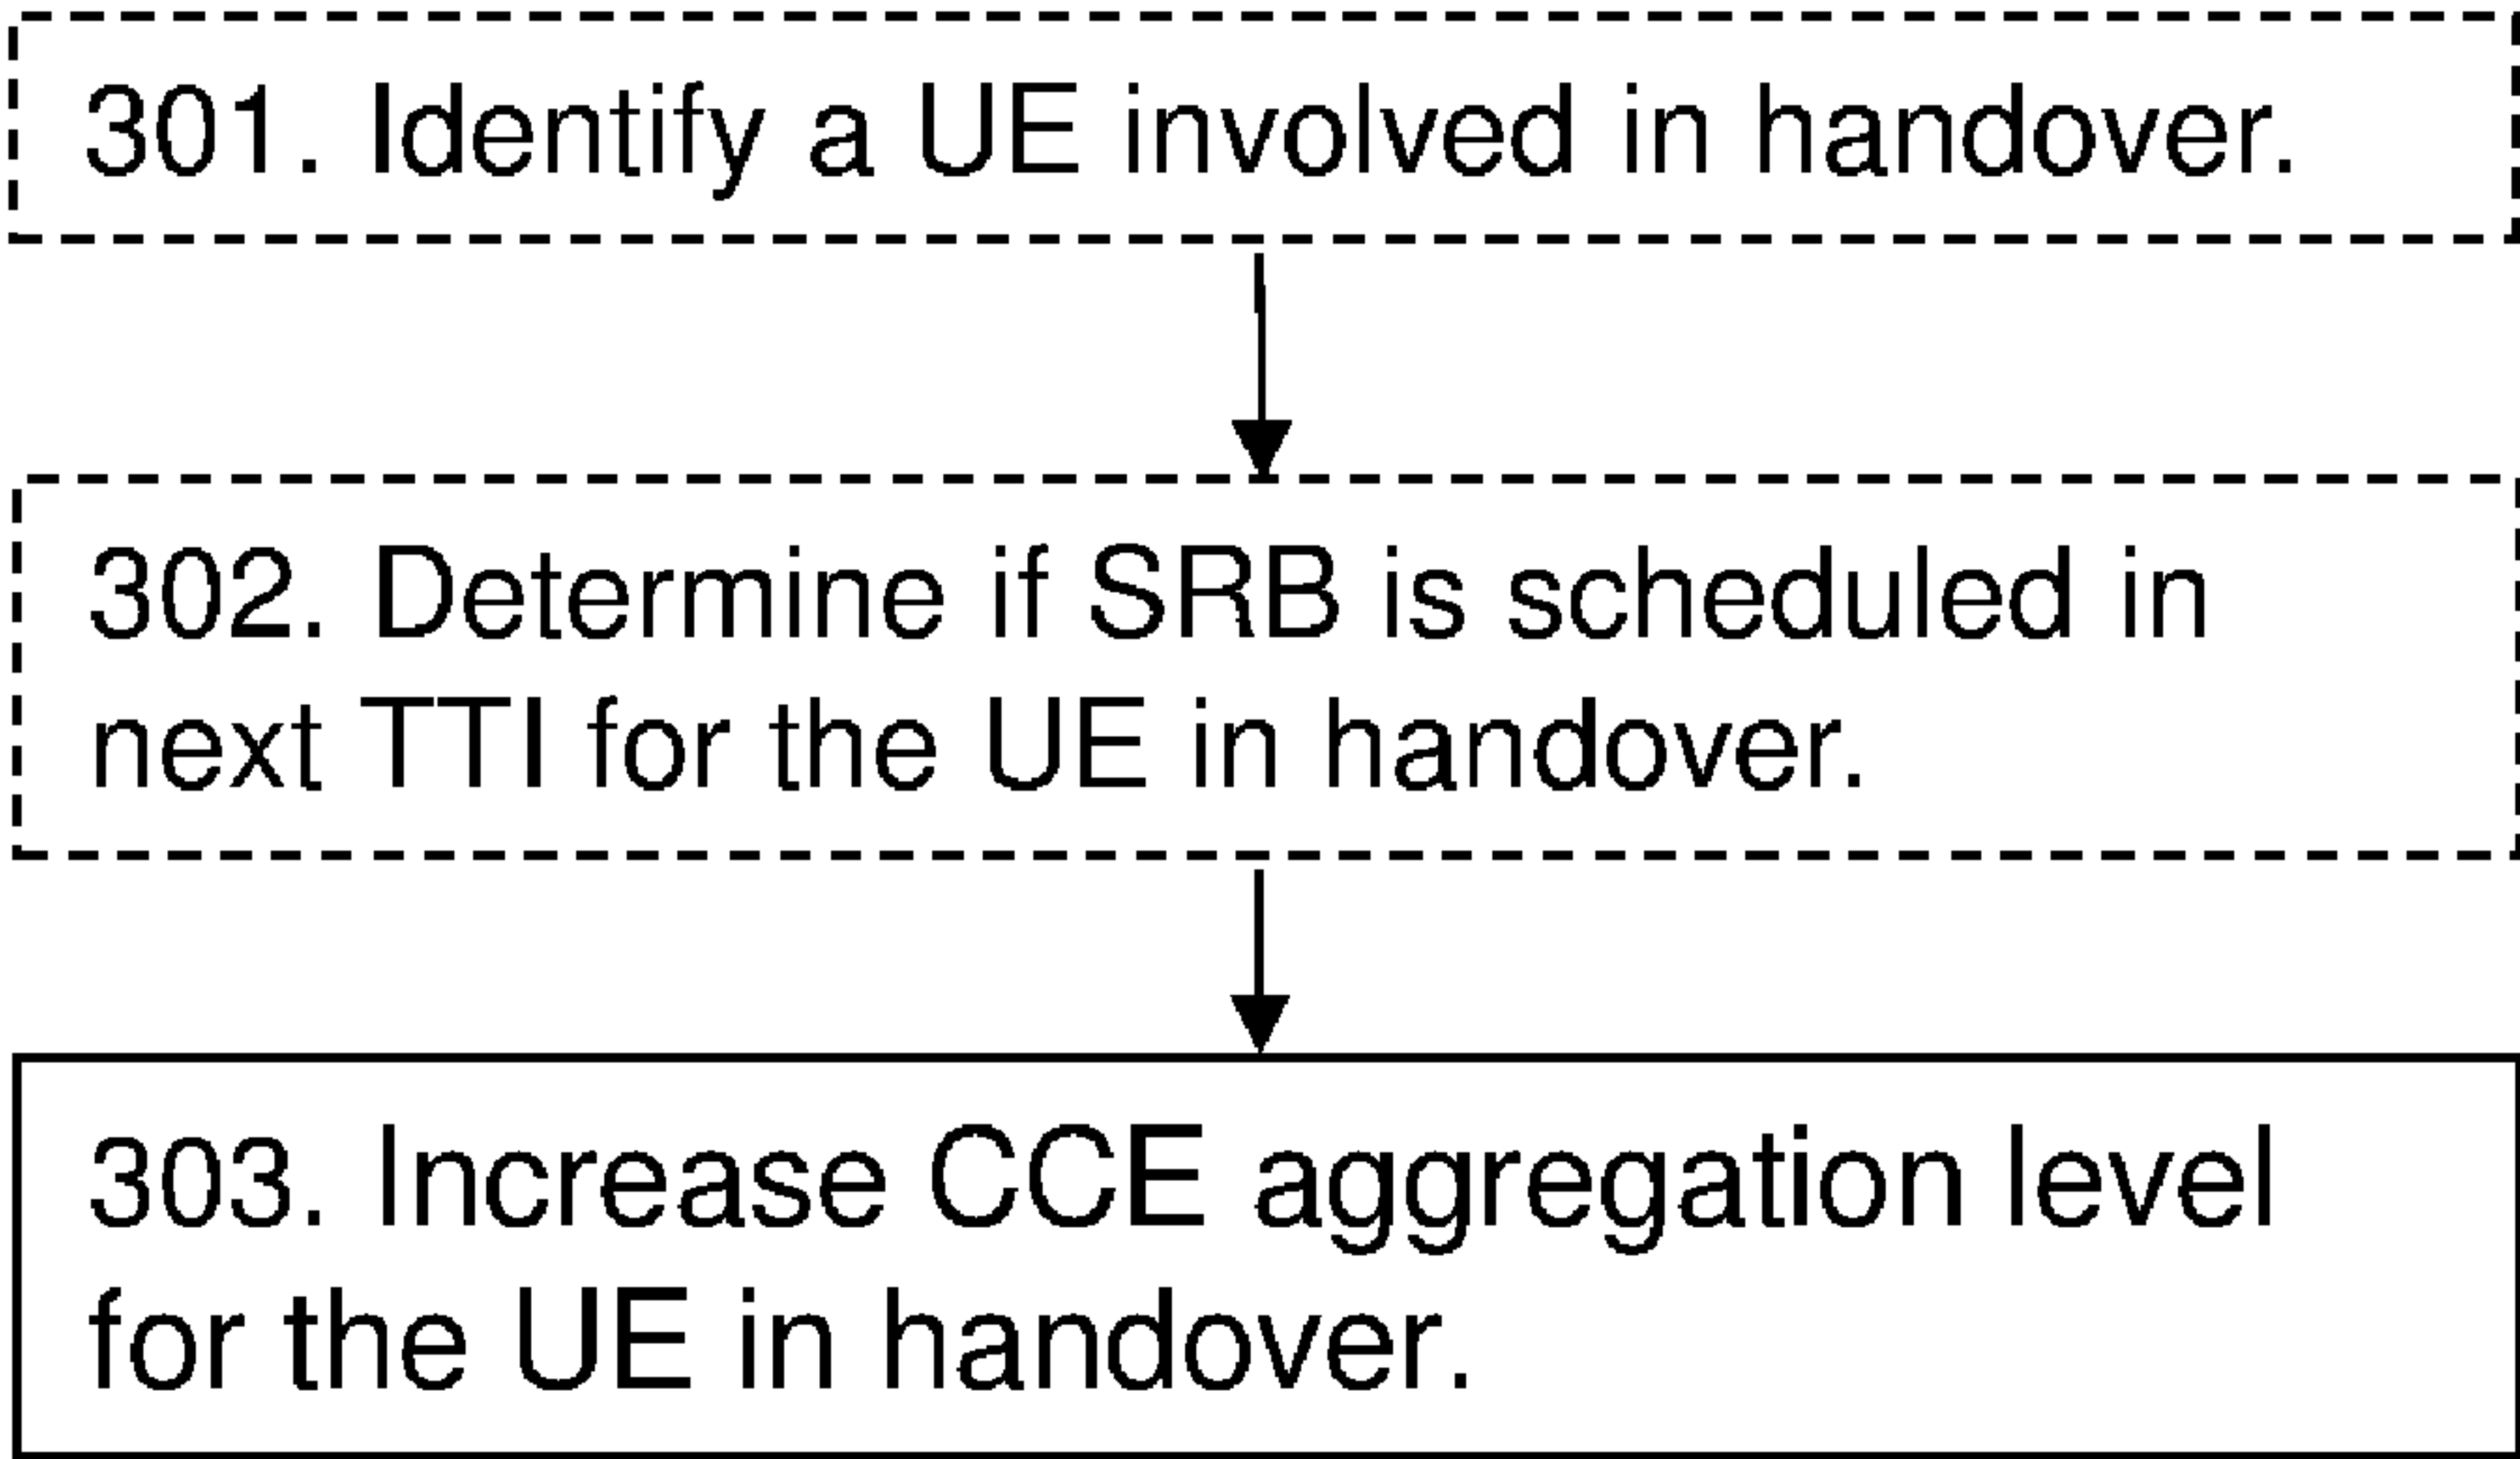 301. Identify a UE involved in handover.
302. Determine if SRB is scheduled in
next TTI for the UE in handover.
303. Increase CCE aggregation level
for the UE in handover.